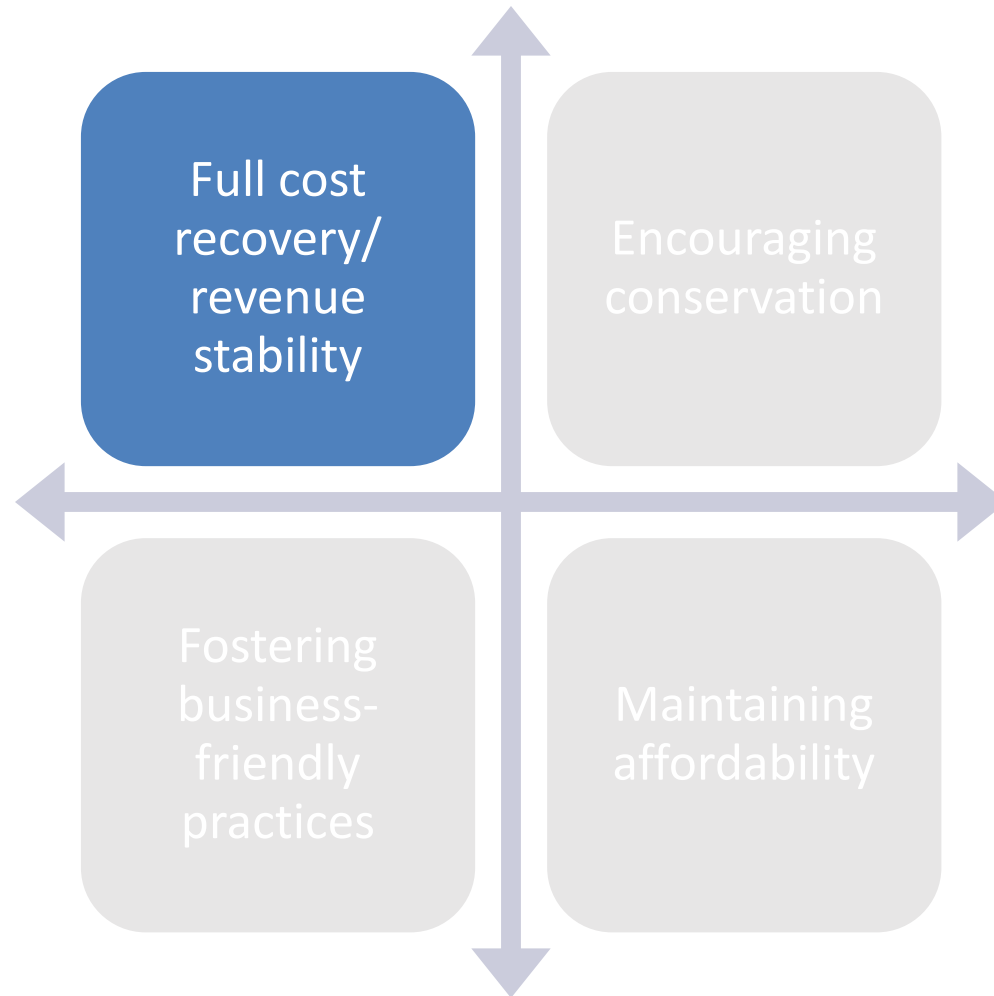 Full cost
recovery/
revenue
stability
Encouraging
conservation
Fostering
business-
friendly
practices
Maintaining
affordability